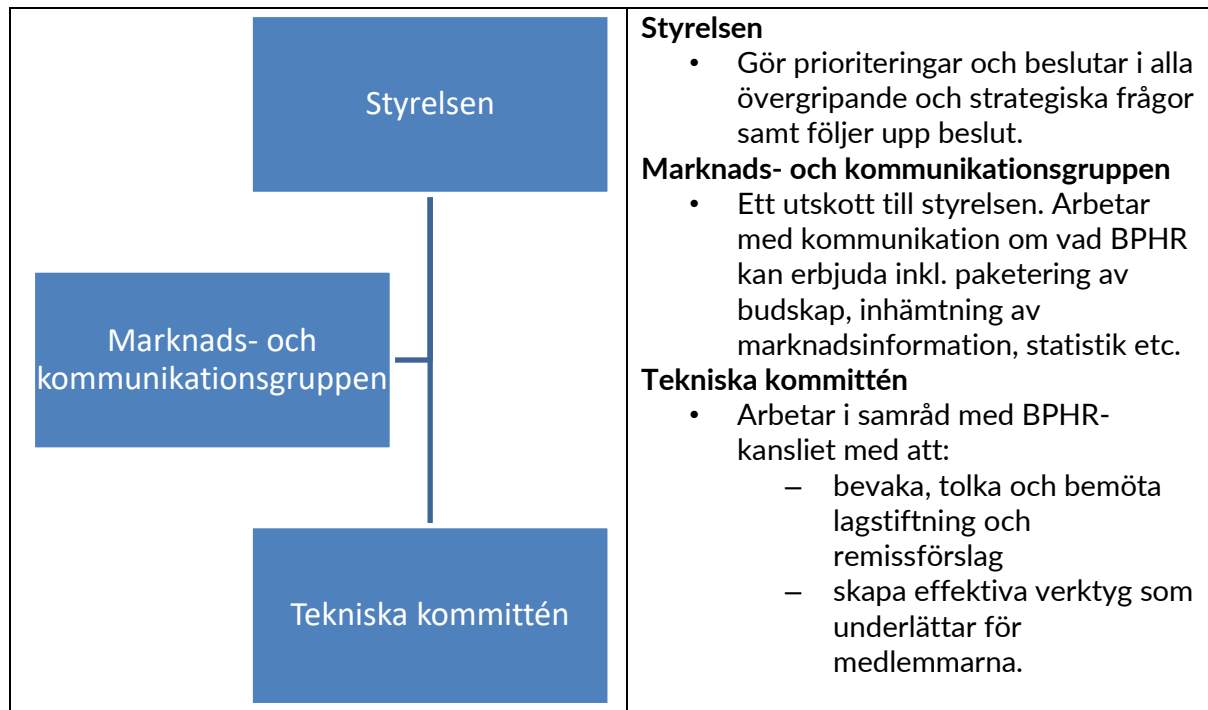 Styrelsen
Marknads- och
kommunikationsgruppen
Tekniska kommittén
Styrelsen
• Gör prioriteringar och beslutar i alla
övergripande och strategiska frågor
samt följer upp beslut.
Marknads- och kommunikationsgruppen
• Ett utskott till styrelsen. Arbetar
med kommunikation om vad BPHR
kan erbjuda inkl. paketering av
budskap, inhämtning av
marknadsinformation, statistik etc.
Tekniska kommittén
• Arbetar i samråd med BPHR-
kansliet med att:
– bevaka, tolka och bemöta
lagstiftning och
remissförslag
– skapa effektiva verktyg som
underlättar för
medlemmarna.